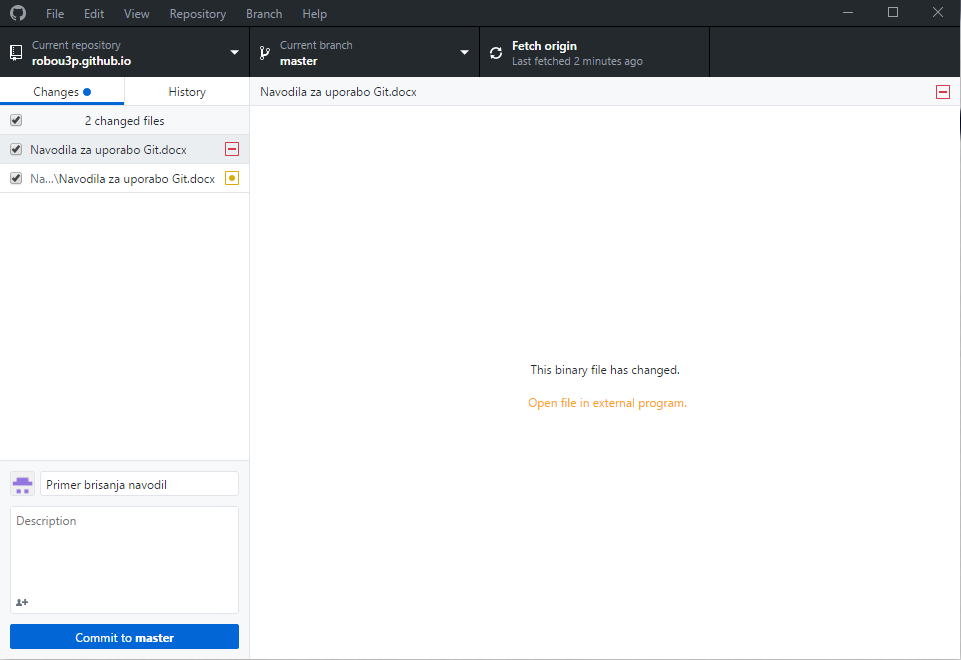 File Edit View Repository Branch Help
Current repository
robou3p.github.io
Current branch
master
Fetch origin
Last fetched 2 minutes ago
Changes
History
Navodila za uporabo Git.docx
2 changed files
Navodila za uporabo Git.docx
Na...\Navodila za uporabo Git.docx
This binary file has changed.
Open file in external program.
Primer brisanja navodil
Description
Commit to master